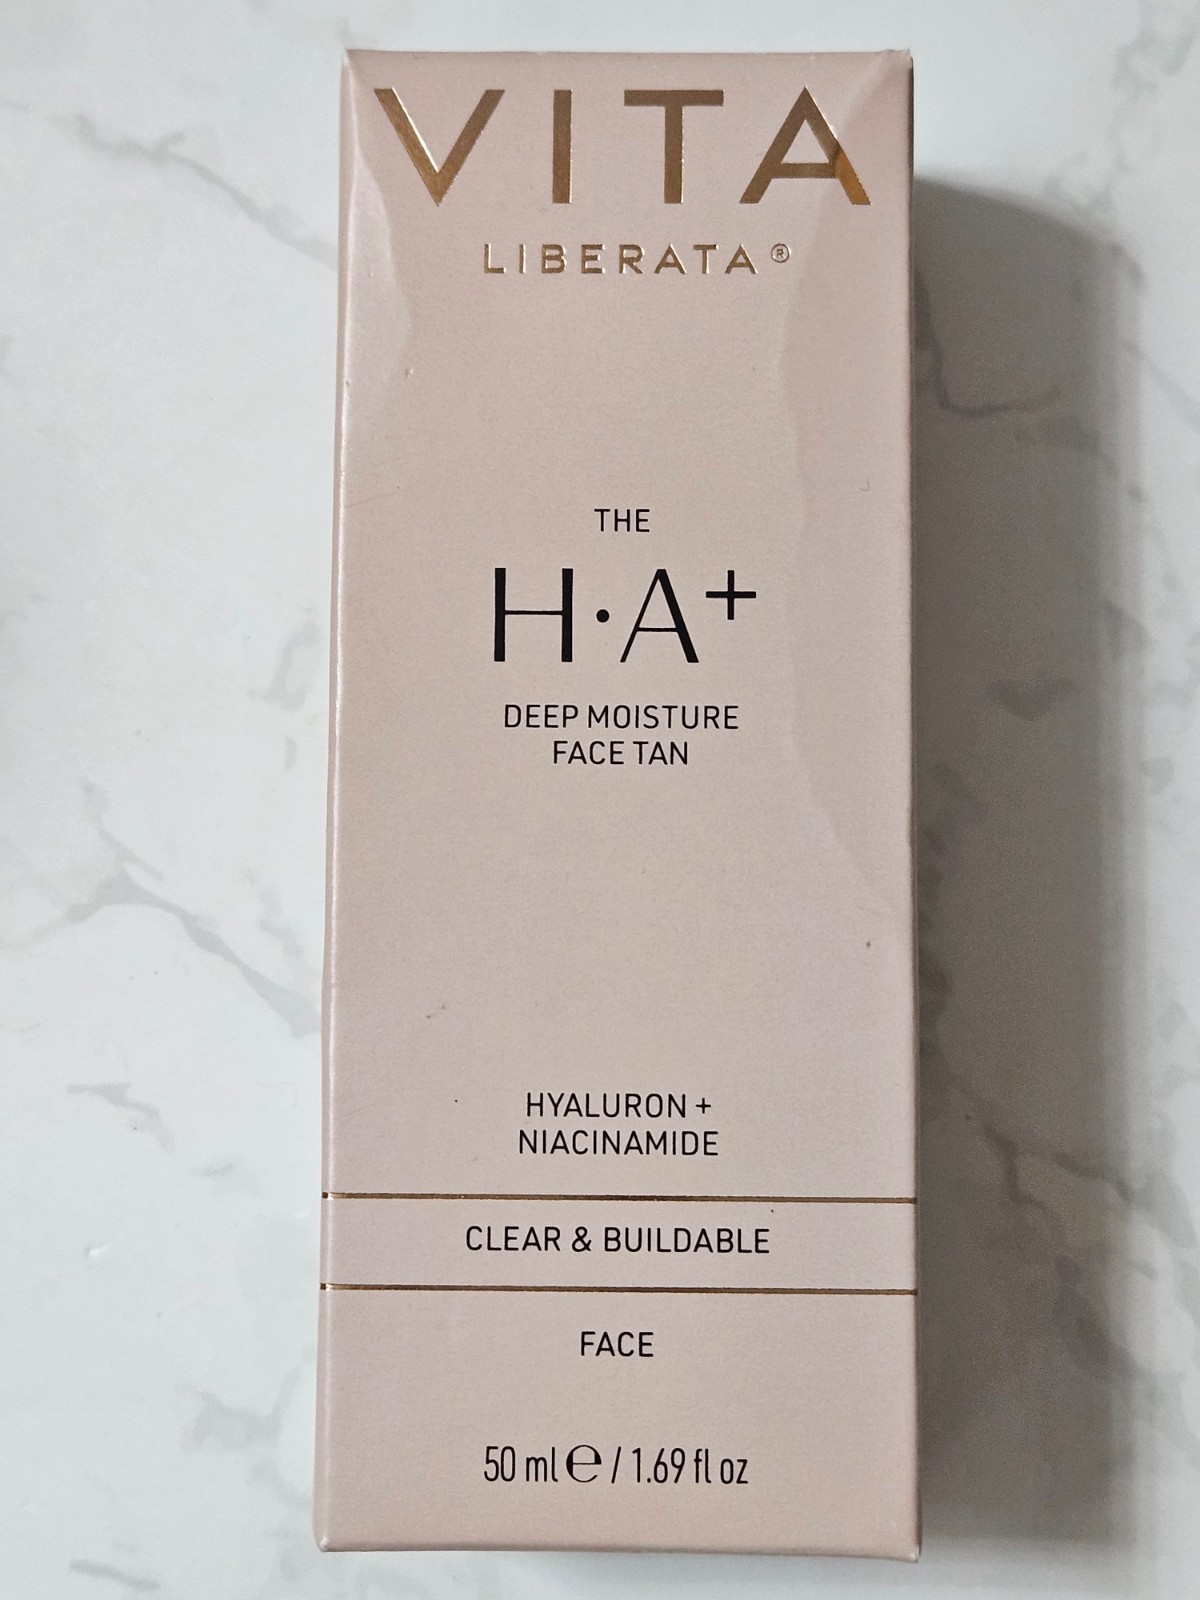 VITA
LIBERATA®
THE
H·A+
DEEP MOISTURE
FACE TAN
HYALURON +
NIACINAMIDE
CLEAR & BUILDABLE
FACE
50 ml ℮ / 1.69 fl oz